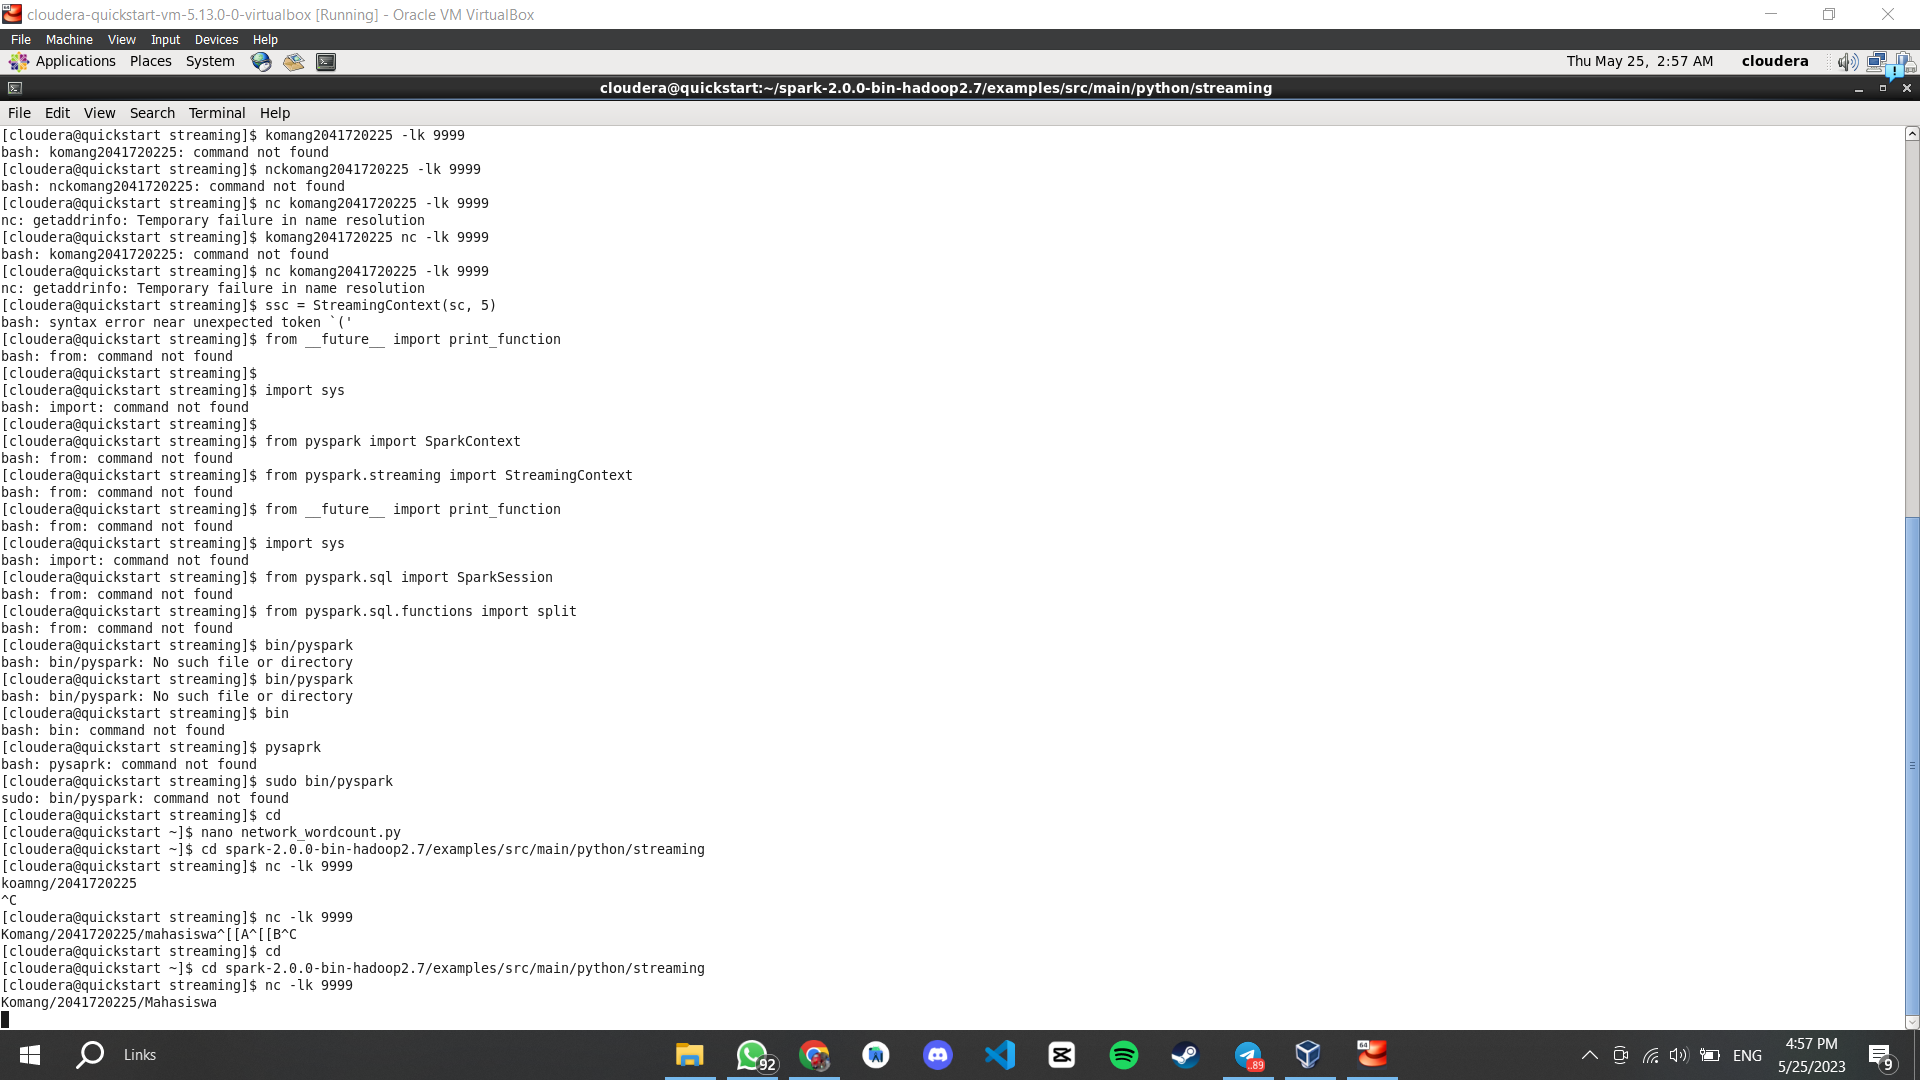 cloudera-quickstart-vm-5.13.0-0-virtualbox [Running] - Oracle VM VirtualBox
File Machine View Input Devices Help
Applications Places System Thu May 25, 2:57 AM cloudera
cloudera@quickstart:~/spark-2.0.0-bin-hadoop2.7/examples/src/main/python/streaming
File Edit View Search Terminal Help
[cloudera@quickstart streaming]$ komang2041720225 -lk 9999
bash: komang2041720225: command not found
[cloudera@quickstart streaming]$ nckomang2041720225 -lk 9999
bash: nckomang2041720225: command not found
[cloudera@quickstart streaming]$ nc komang2041720225 -lk 9999
nc: getaddrinfo: Temporary failure in name resolution
[cloudera@quickstart streaming]$ komang2041720225 nc -lk 9999
bash: komang2041720225: command not found
[cloudera@quickstart streaming]$ nc komang2041720225 -lk 9999
nc: getaddrinfo: Temporary failure in name resolution
[cloudera@quickstart streaming]$ ssc = StreamingContext(sc, 5)
bash: syntax error near unexpected token `('
[cloudera@quickstart streaming]$ from __future__ import print_function
bash: from: command not found
[cloudera@quickstart streaming]$
[cloudera@quickstart streaming]$ import sys
bash: import: command not found
[cloudera@quickstart streaming]$
[cloudera@quickstart streaming]$ from pyspark import SparkContext
bash: from: command not found
[cloudera@quickstart streaming]$ from pyspark.streaming import StreamingContext
bash: from: command not found
[cloudera@quickstart streaming]$ from __future__ import print_function
bash: from: command not found
[cloudera@quickstart streaming]$ import sys
bash: import: command not found
[cloudera@quickstart streaming]$ from pyspark.sql import SparkSession
bash: from: command not found
[cloudera@quickstart streaming]$ from pyspark.sql.functions import split
bash: from: command not found
[cloudera@quickstart streaming]$ bin/pyspark
bash: bin/pyspark: No such file or directory
[cloudera@quickstart streaming]$ bin/pyspark
bash: bin/pyspark: No such file or directory
[cloudera@quickstart streaming]$ bin
bash: bin: command not found
[cloudera@quickstart streaming]$ pysaprk
bash: pysaprk: command not found
[cloudera@quickstart streaming]$ sudo bin/pyspark
sudo: bin/pyspark: command not found
[cloudera@quickstart streaming]$ cd
[cloudera@quickstart ~]$ nano network_wordcount.py
[cloudera@quickstart ~]$ cd spark-2.0.0-bin-hadoop2.7/examples/src/main/python/streaming
[cloudera@quickstart streaming]$ nc -lk 9999
koamng/2041720225
^C
[cloudera@quickstart streaming]$ nc -lk 9999
Komang/2041720225/mahasiswa^[[A^[[B^C
[cloudera@quickstart streaming]$ cd
[cloudera@quickstart ~]$ cd spark-2.0.0-bin-hadoop2.7/examples/src/main/python/streaming
[cloudera@quickstart streaming]$ nc -lk 9999
Komang/2041720225/Mahasiswa
Links 92 ..89 64 ENG 4:57 PM
5/25/2023 9